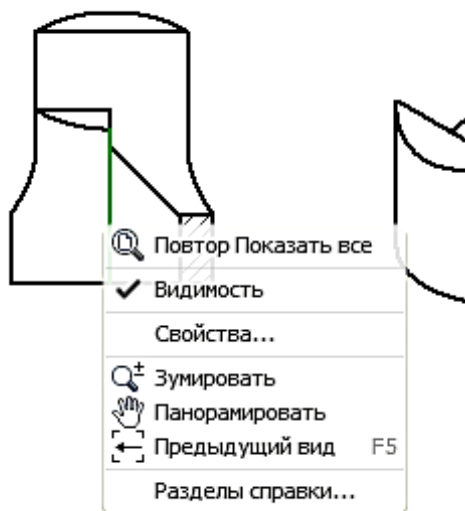 Повтор Показать все
Видимость
Свойства...
Зумировать
Панорамировать
Предыдущий вид F5
Разделы справки...